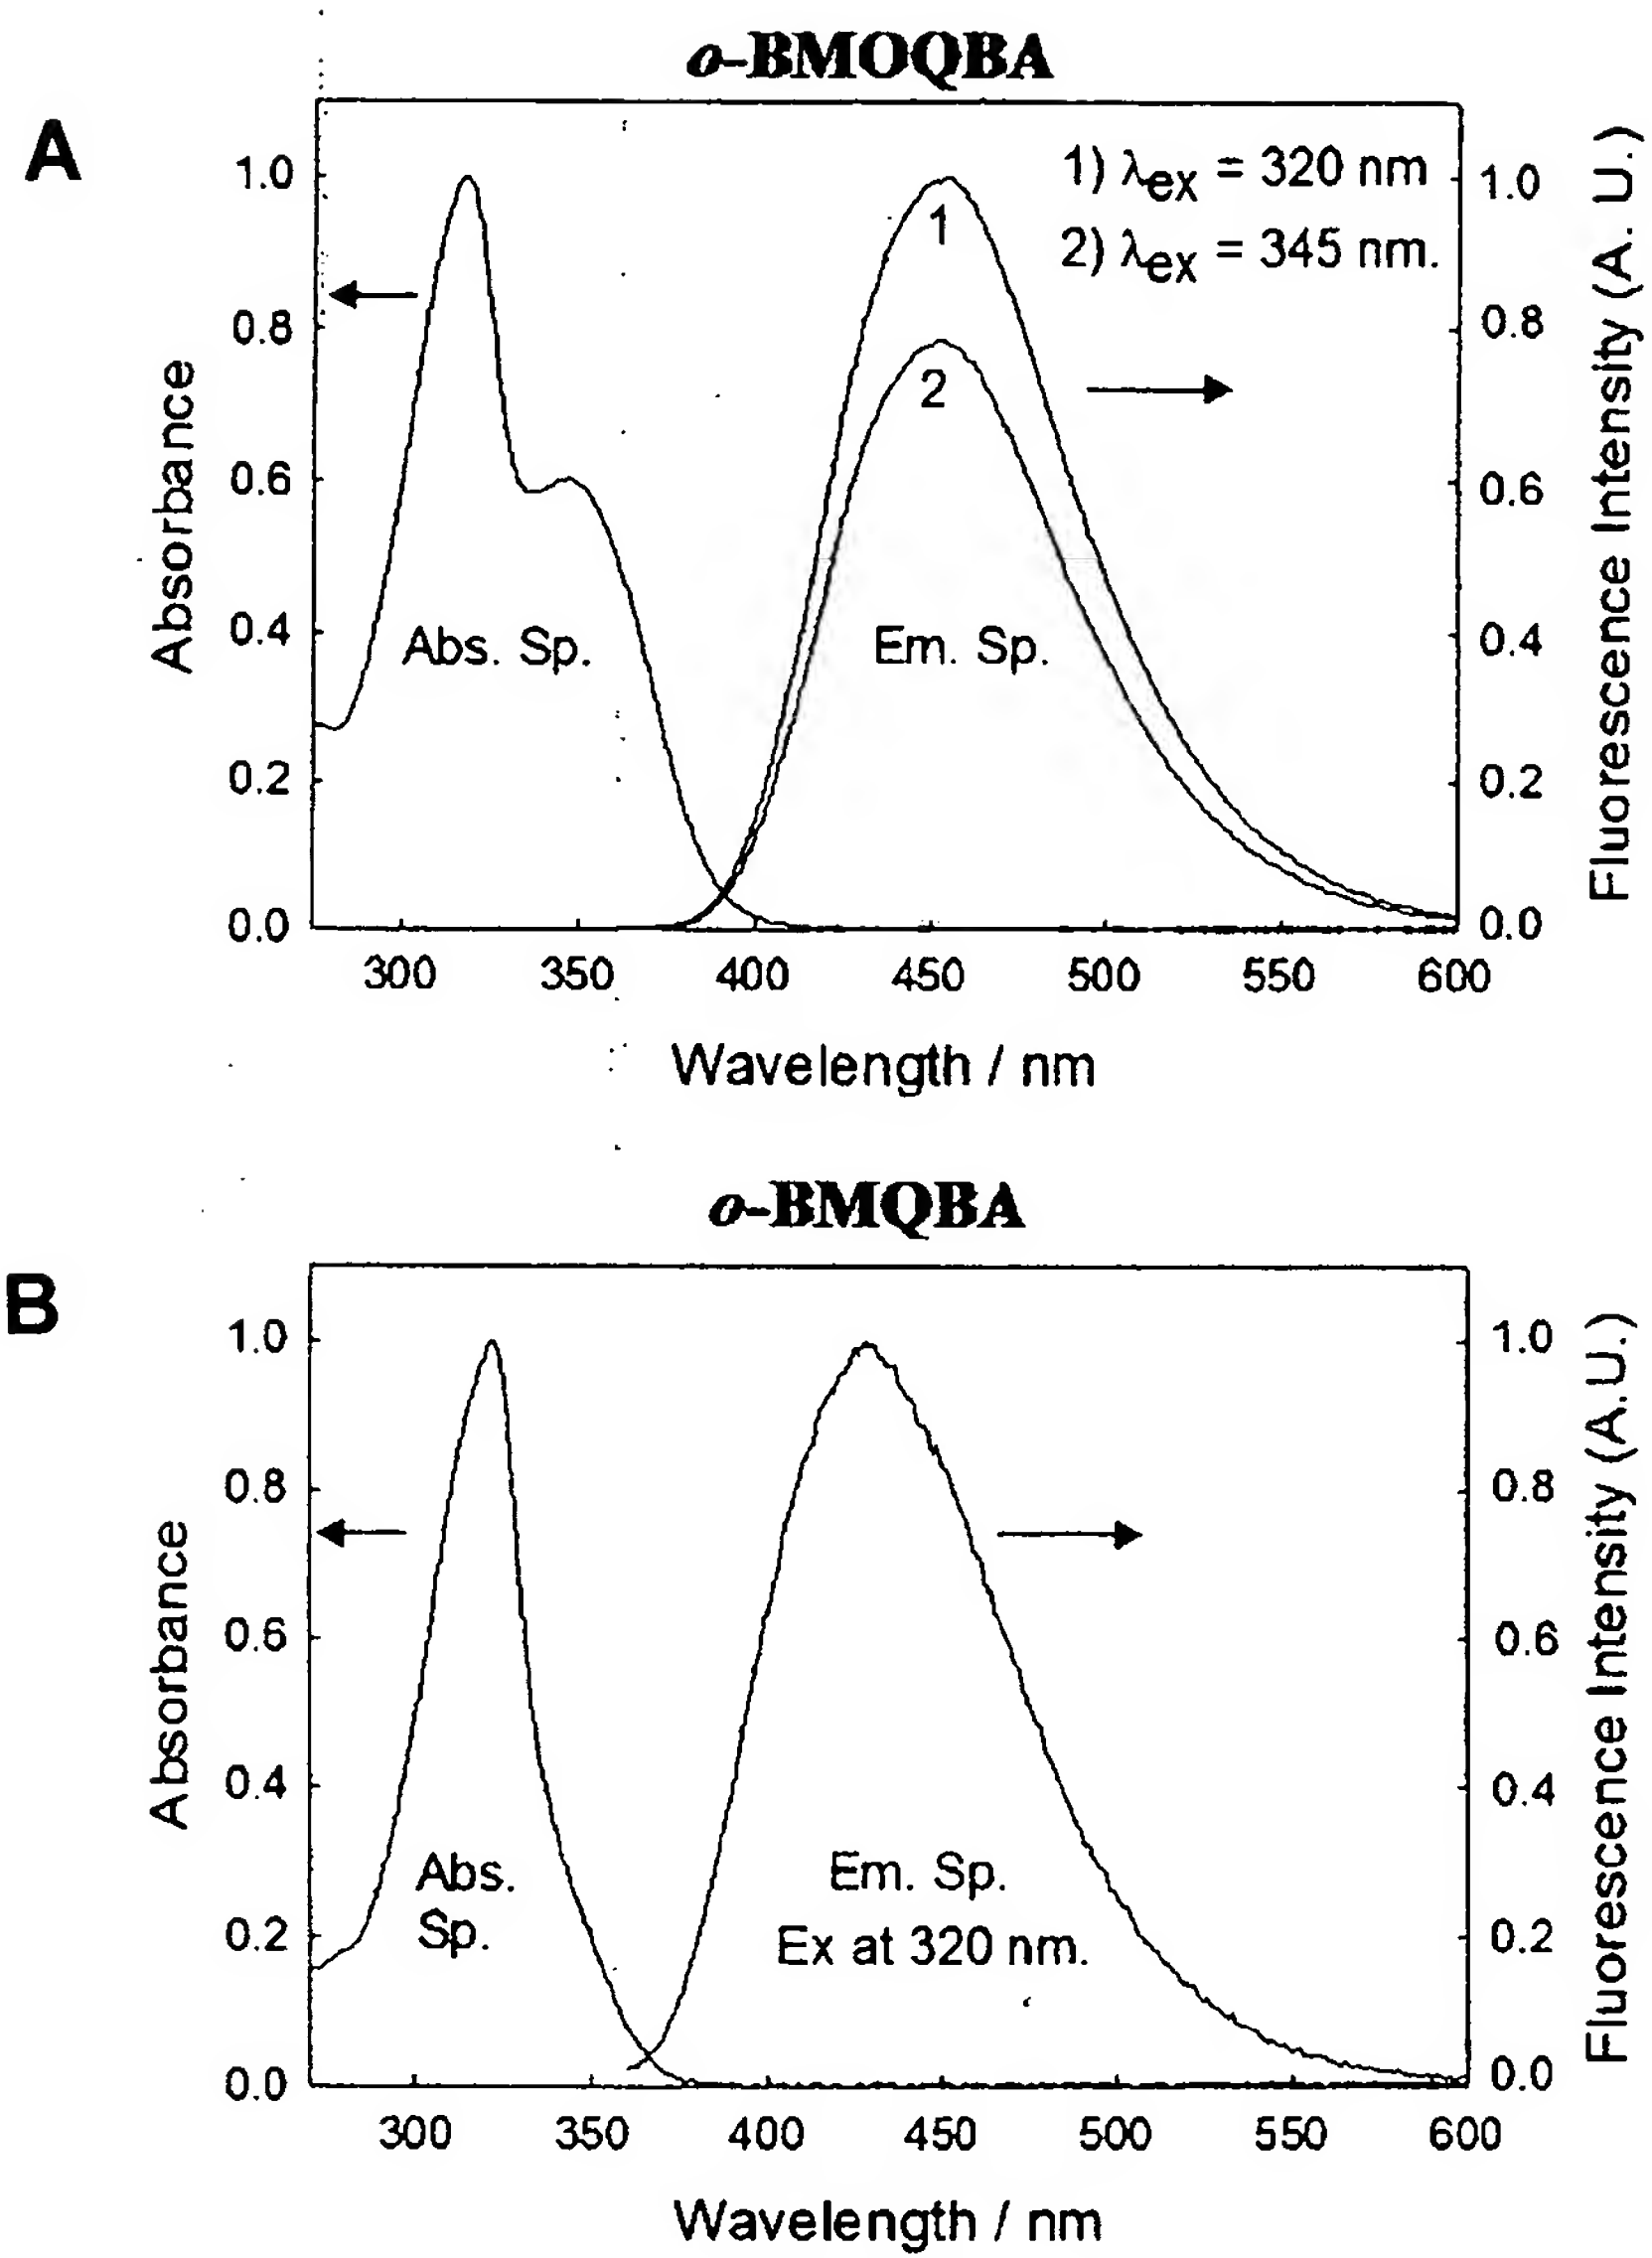 o-BMOQBA
A
1) λex = 320 nm
2) λex = 345 nm.
1.0
0.8
0.6
0.4
0.2
0.0
Absorbance
1
2
Abs. Sp.
Em. Sp.
1.0
0.8
0.6
0.4
0.2
0.0
Fluorescence Intensity (A. U.)
300 350 400 450 500 550 600
Wavelength / nm
o-BMQBA
B
1.0
0.8
0.6
0.4
0.2
0.0
Absorbance
Abs.
Sp.
Em. Sp.
Ex at 320 nm.
1.0
0.8
0.6
0.4
0.2
0.0
Fluorescence Intensity (A.U.)
300 350 400 450 500 550 600
Wavelength / nm